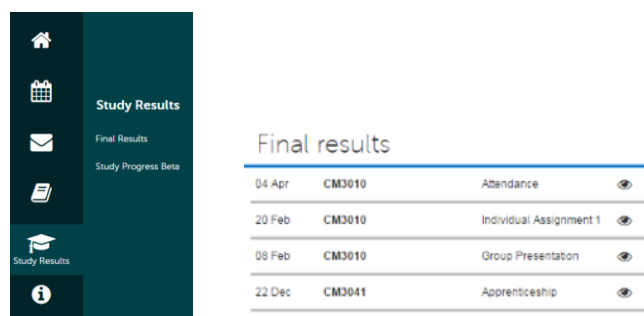 Study Results
Final Results
Study Progress Beta
Study Results
Final results
04 Apr CM3010 Attendance
20 Feb CM3010 Individual Assignment 1
08 Feb CM3010 Group Presentation
22 Dec CM3041 Apprenticeship